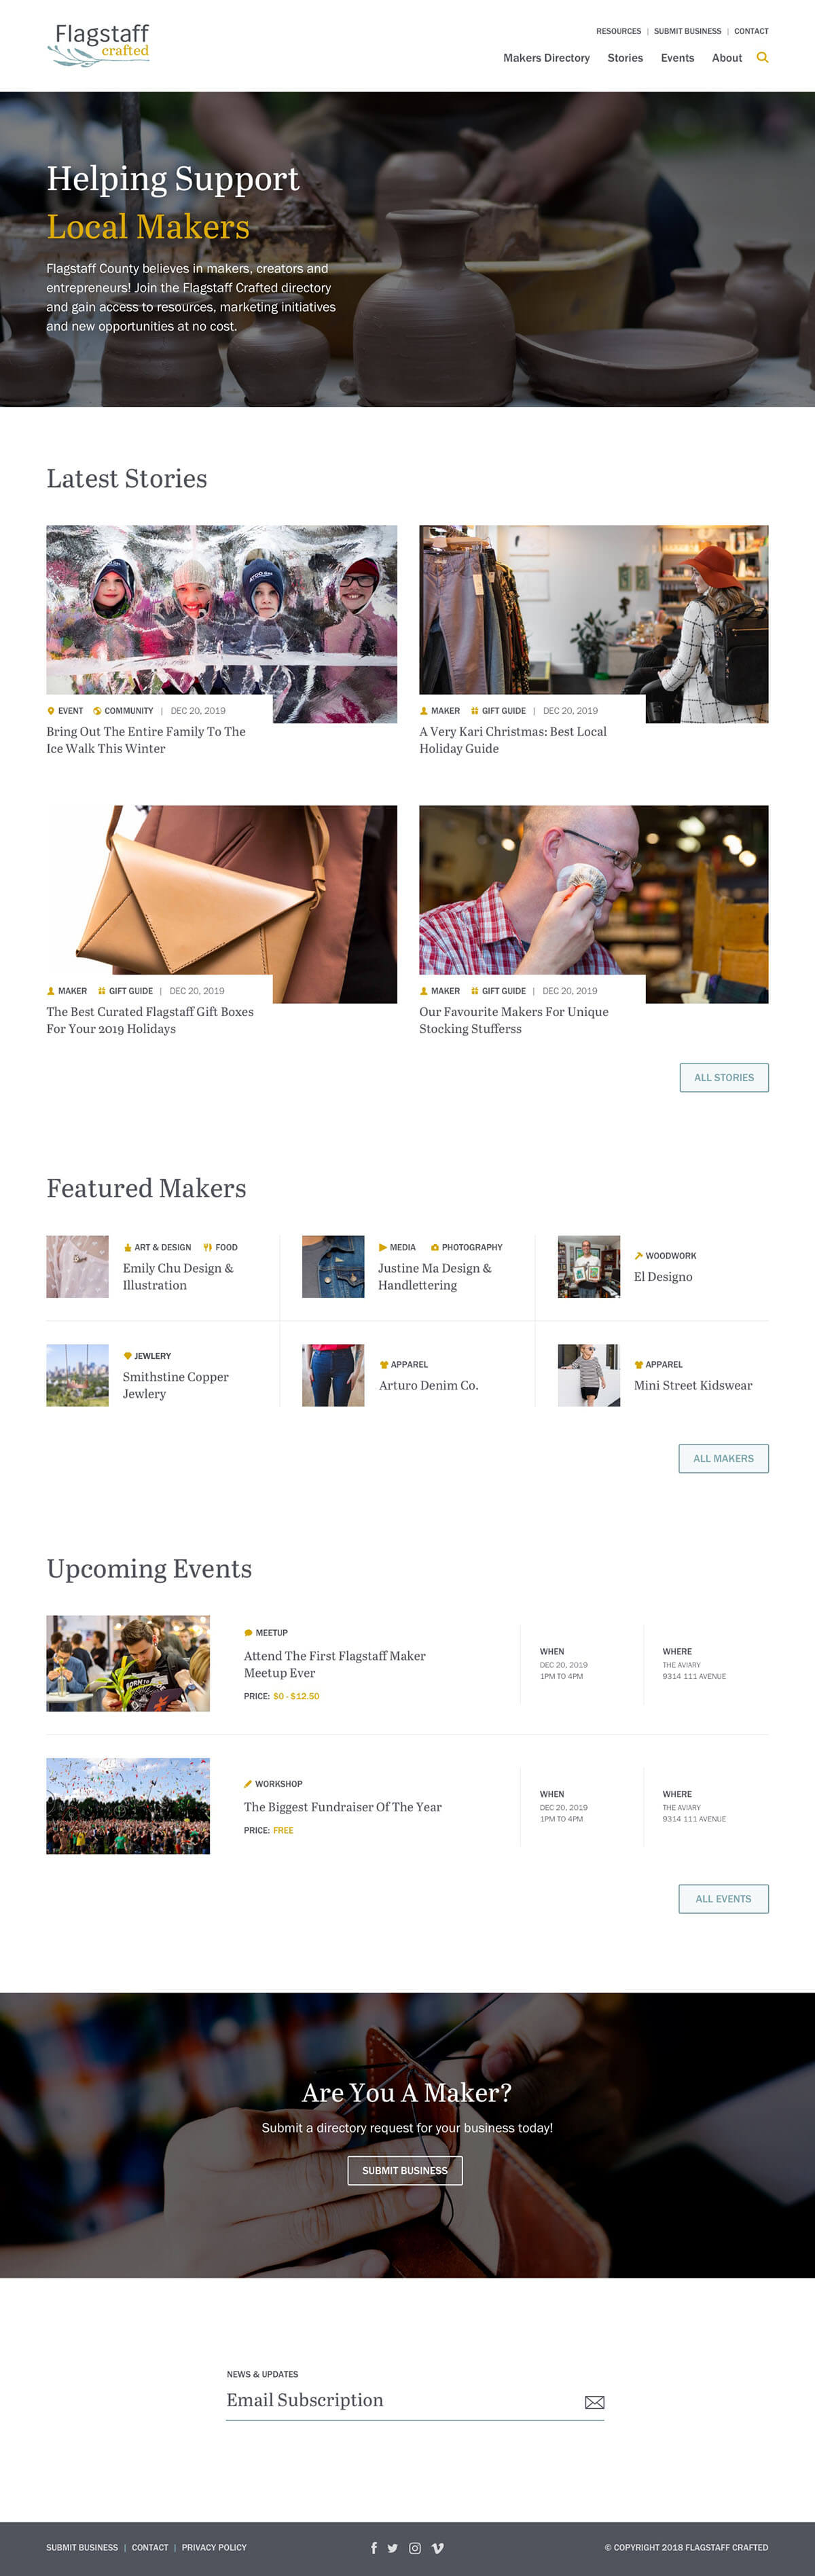 Flagstaff
crafted
RESOURCES | SUBMIT BUSINESS | CONTACT
Makers Directory Stories Events About
Helping Support
Local Makers
Flagstaff County believes in makers, creators and
entrepreneurs! Join the Flagstaff Crafted directory
and gain access to resources, marketing initiatives
and new opportunities at no cost.
Latest Stories
EVENT COMMUNITY | DEC 20, 2019
Bring Out The Entire Family To The
Ice Walk This Winter
MAKER GIFT GUIDE | DEC 20, 2019
A Very Kari Christmas: Best Local
Holiday Guide
MAKER GIFT GUIDE | DEC 20, 2019
The Best Curated Flagstaff Gift Boxes
For Your 2019 Holidays
MAKER GIFT GUIDE | DEC 20, 2019
Our Favourite Makers For Unique
Stocking Stufferss
ALL STORIES
Featured Makers
ART & DESIGN FOOD
Emily Chu Design &
Illustration
MEDIA PHOTOGRAPHY
Justine Ma Design &
Handlettering
WOODWORK
El Designo
JEWLERY
Smithstine Copper
Jewlery
APPAREL
Arturo Denim Co.
APPAREL
Mini Street Kidswear
ALL MAKERS
Upcoming Events
MEETUP
Attend The First Flagstaff Maker
Meetup Ever
PRICE: $0 - $12.50
WHEN
DEC 20, 2019
1PM TO 4PM
WHERE
THE AVIARY
9314 111 AVENUE
WORKSHOP
The Biggest Fundraiser Of The Year
PRICE: FREE
WHEN
DEC 20, 2019
1PM TO 4PM
WHERE
THE AVIARY
9314 111 AVENUE
ALL EVENTS
Are You A Maker?
Submit a directory request for your business today!
SUBMIT BUSINESS
NEWS & UPDATES
Email Subscription
SUBMIT BUSINESS | CONTACT | PRIVACY POLICY
© COPYRIGHT 2018 FLAGSTAFF CRAFTED